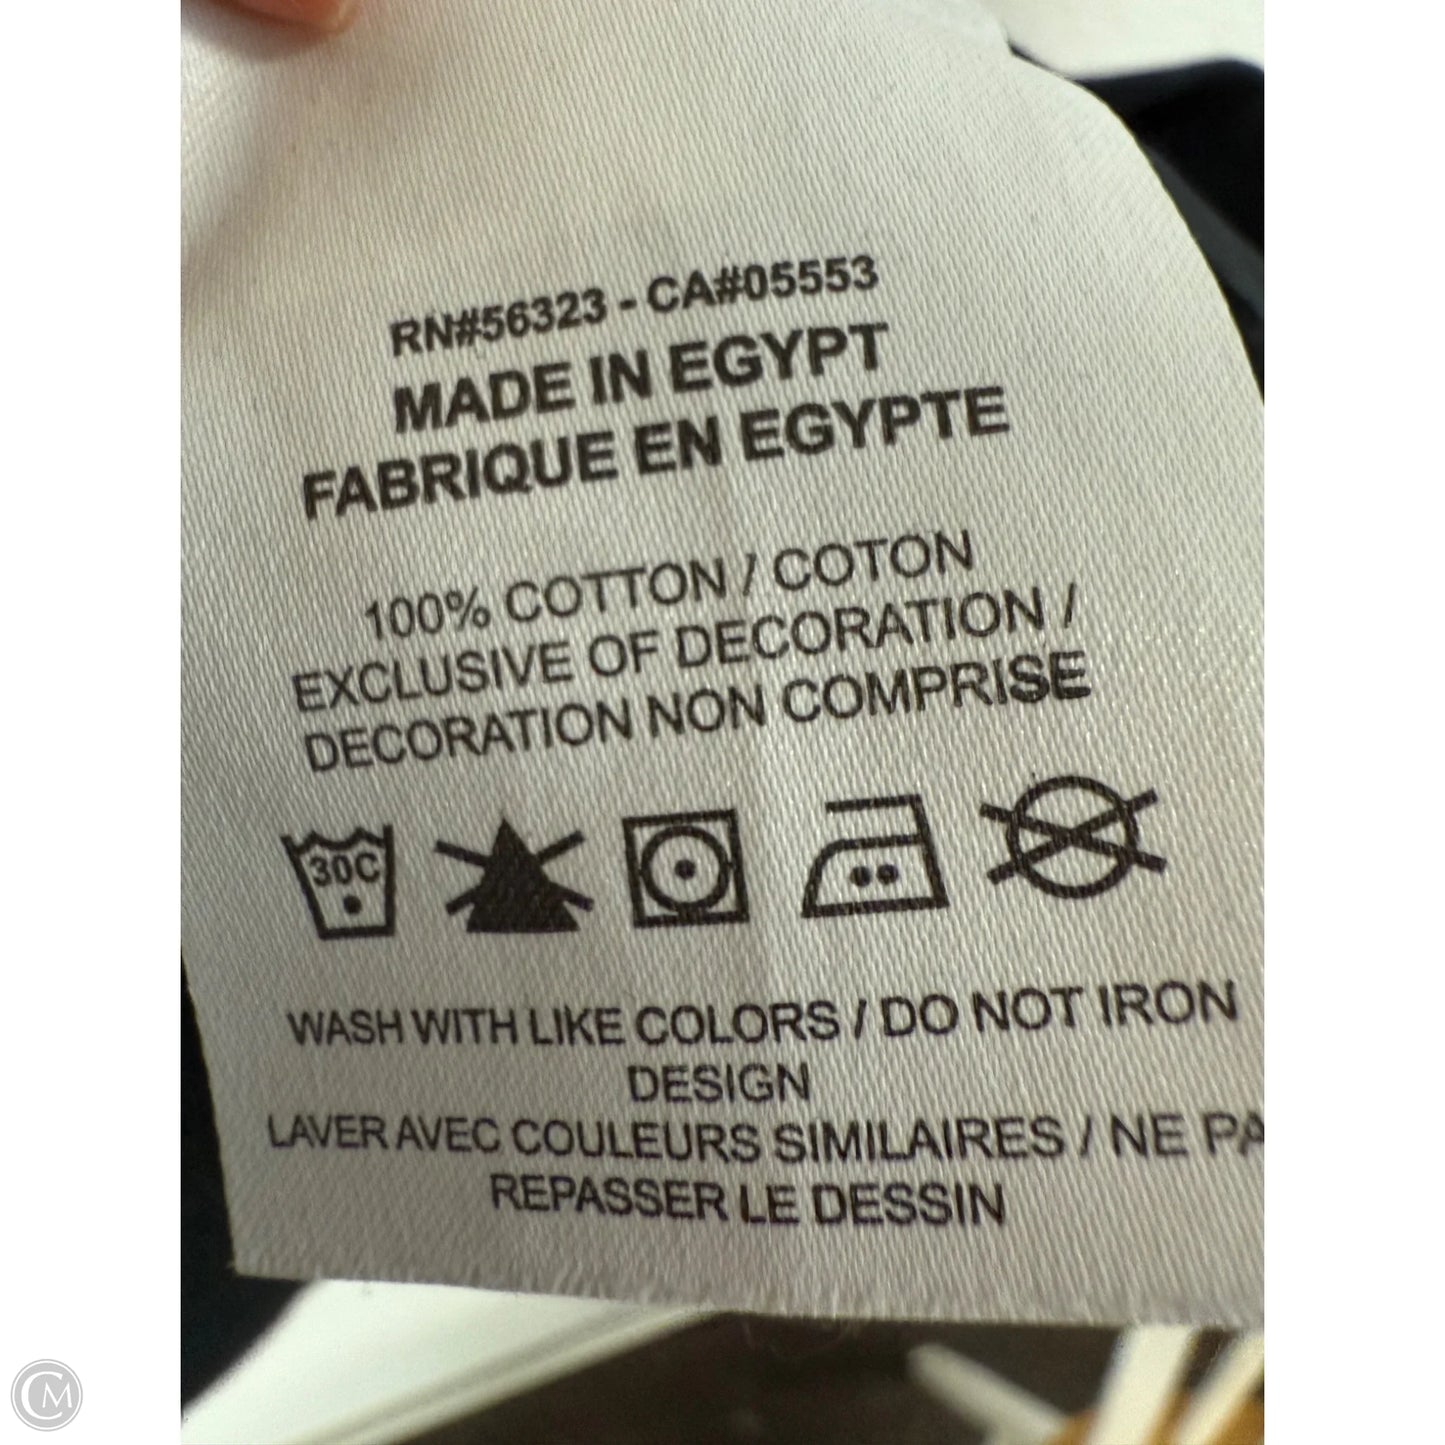 RN#56323 - CA#05553
MADE IN EGYPT
FABRIQUE EN EGYPTE
100% COTTON / COTON
EXCLUSIVE OF DECORATION /
DECORATION NON COMPRISE
30C
WASH WITH LIKE COLORS / DO NOT IRON
DESIGN
LAVER AVEC COULEURS SIMILAIRES / NE PA
REPASSER LE DESSIN
CM